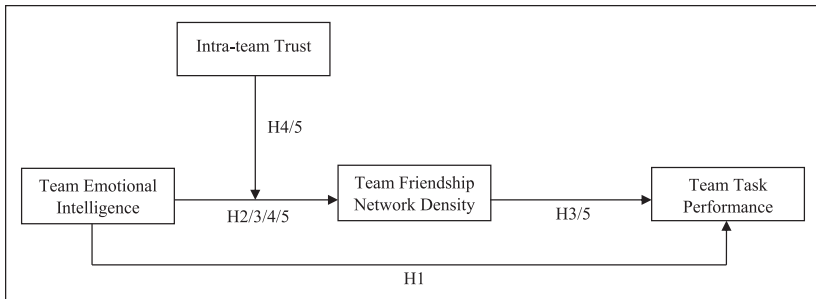 Intra-team Trust
H4/5
Team Emotional
Intelligence
H2/3/4/5
Team Friendship
Network Density
H3/5
Team Task
Performance
H1